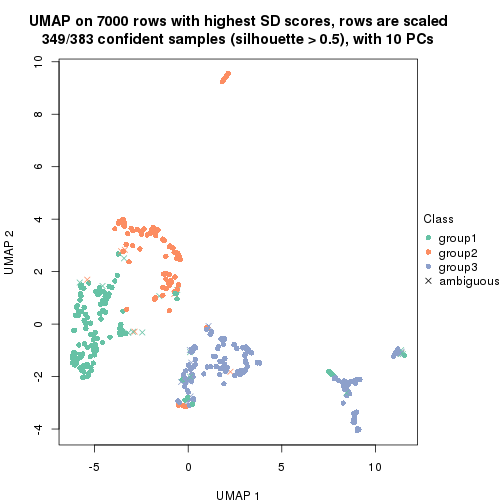 UMAP on 7000 rows with highest SD scores, rows are scaled
349/383 confident samples (silhouette > 0.5), with 10 PCs
10
8
6
4
2
0
-2
-4
UMAP 2
-5
0
5
10
UMAP 1
Class
group1
group2
group3
ambiguous